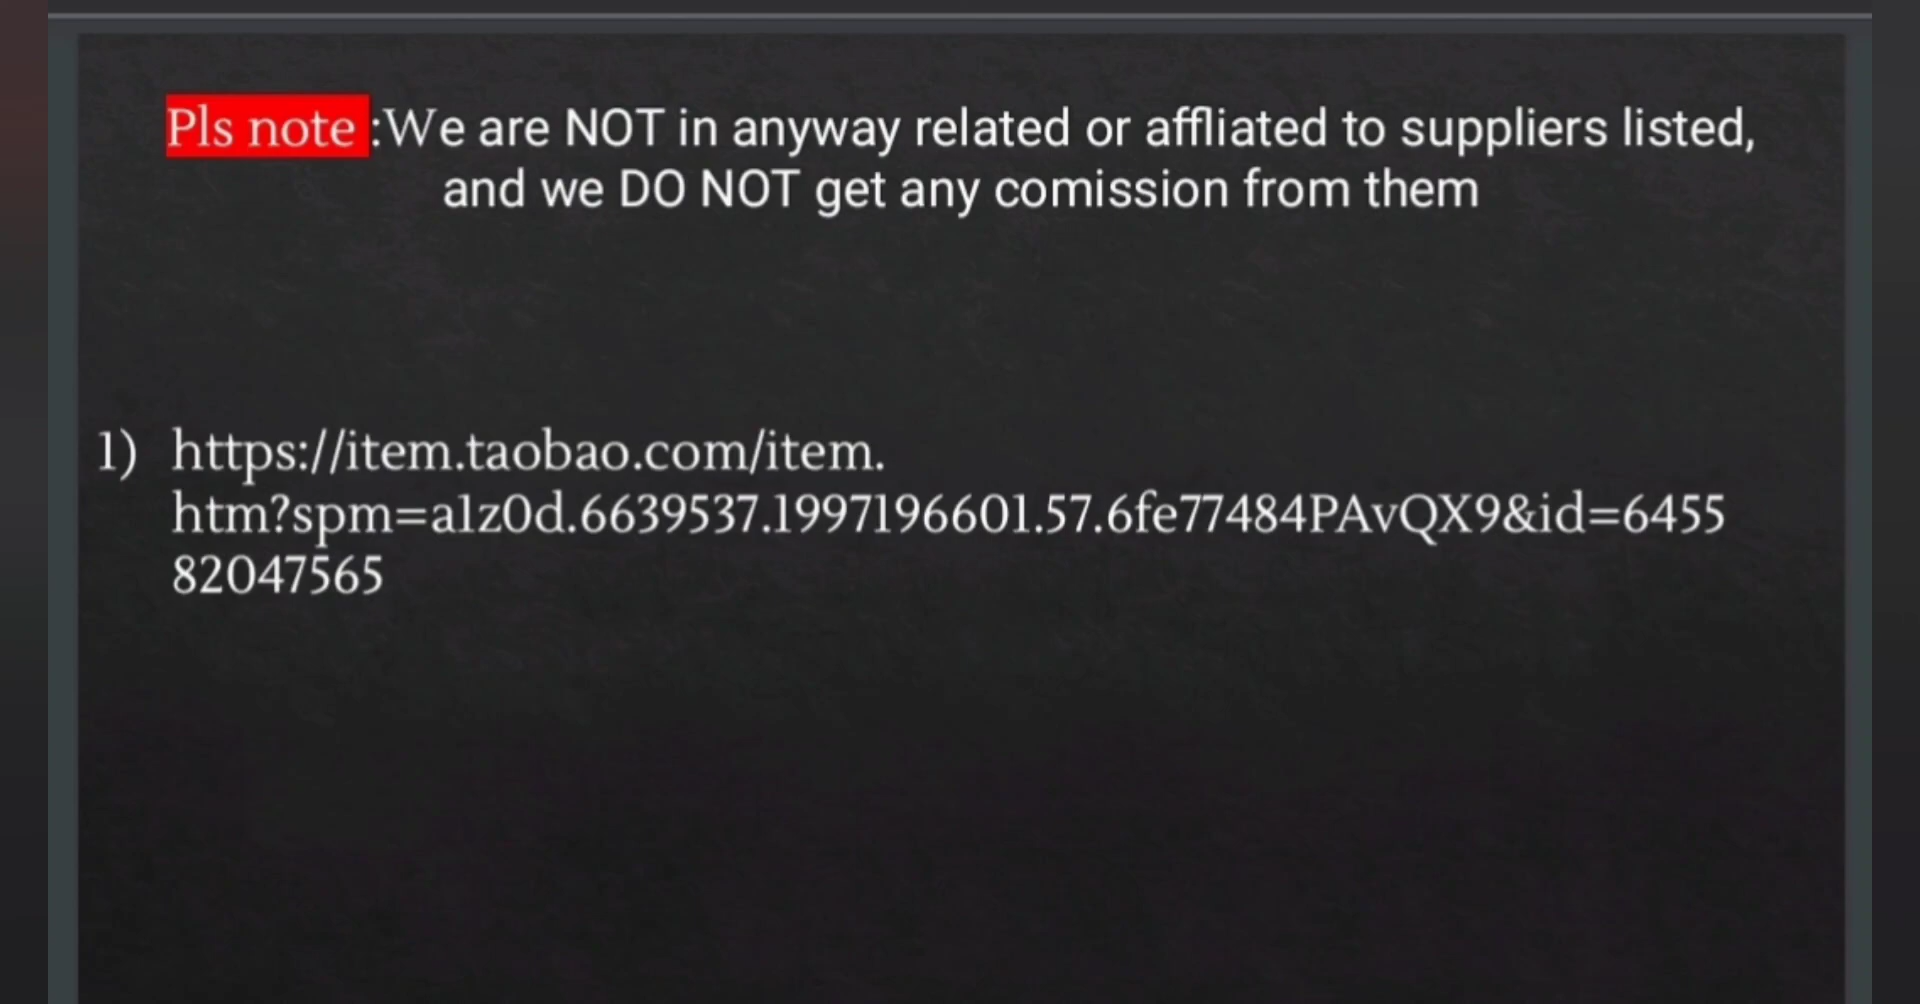 Pls note :We are NOT in anyway related or affliated to suppliers listed,
and we DO NOT get any comission from them
1) https://item.taobao.com/item.
htm?spm=a1z0d.6639537.1997196601.57.6fe77484PAvQX9&id=6455
82047565